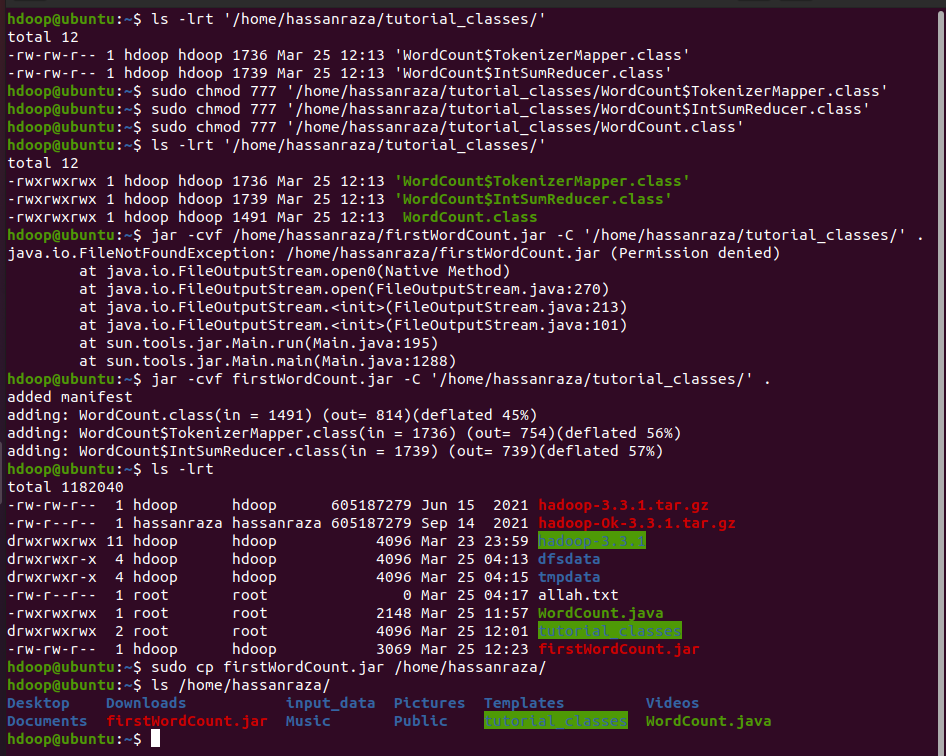 hdoop@ubuntu:~$ ls -lrt '/home/hassanraza/tutorial_classes/'
total 12
-rw-rw-r-- 1 hdoop hdoop 1736 Mar 25 12:13 'WordCount$TokenizerMapper.class'
-rw-rw-r-- 1 hdoop hdoop 1739 Mar 25 12:13 'WordCount$IntSumReducer.class'
hdoop@ubuntu:~$ sudo chmod 777 '/home/hassanraza/tutorial_classes/WordCount$TokenizerMapper.class'
hdoop@ubuntu:~$ sudo chmod 777 '/home/hassanraza/tutorial_classes/WordCount$IntSumReducer.class'
hdoop@ubuntu:~$ sudo chmod 777 '/home/hassanraza/tutorial_classes/WordCount.class'
hdoop@ubuntu:~$ ls -lrt '/home/hassanraza/tutorial_classes/'
total 12
-rwxrwxrwx 1 hdoop hdoop 1736 Mar 25 12:13 'WordCount$TokenizerMapper.class'
-rwxrwxrwx 1 hdoop hdoop 1739 Mar 25 12:13 'WordCount$IntSumReducer.class'
-rwxrwxrwx 1 hdoop hdoop 1491 Mar 25 12:13  WordCount.class
hdoop@ubuntu:~$ jar -cvf /home/hassanraza/firstWordCount.jar -C '/home/hassanraza/tutorial_classes/' .
java.io.FileNotFoundException: /home/hassanraza/firstWordCount.jar (Permission denied)
        at java.io.FileOutputStream.open0(Native Method)
        at java.io.FileOutputStream.open(FileOutputStream.java:270)
        at java.io.FileOutputStream.<init>(FileOutputStream.java:213)
        at java.io.FileOutputStream.<init>(FileOutputStream.java:101)
        at sun.tools.jar.Main.run(Main.java:195)
        at sun.tools.jar.Main.main(Main.java:1288)
hdoop@ubuntu:~$ jar -cvf firstWordCount.jar -C '/home/hassanraza/tutorial_classes/' .
added manifest
adding: WordCount.class(in = 1491) (out= 814)(deflated 45%)
adding: WordCount$TokenizerMapper.class(in = 1736) (out= 754)(deflated 56%)
adding: WordCount$IntSumReducer.class(in = 1739) (out= 739)(deflated 57%)
hdoop@ubuntu:~$ ls -lrt
total 1182040
-rw-rw-r--  1 hdoop      hdoop      605187279 Jun 15  2021 hadoop-3.3.1.tar.gz
-rw-r--r--  1 hassanraza hassanraza 605187279 Sep 14  2021 hadoop-Ok-3.3.1.tar.gz
drwxrwxrwx 11 hdoop      hdoop           4096 Mar 23 23:59 hadoop-3.3.1
drwxrwxr-x  4 hdoop      hdoop           4096 Mar 25 04:13 dfsdata
drwxrwxr-x  4 hdoop      hdoop           4096 Mar 25 04:15 tmpdata
-rw-r--r--  1 root       root               0 Mar 25 04:17 allah.txt
-rwxrwxrwx  1 root       root            2148 Mar 25 11:57 WordCount.java
drwxrwxrwx  2 root       root            4096 Mar 25 12:01 tutorial_classes
-rw-rw-r--  1 hdoop      hdoop           3069 Mar 25 12:23 firstWordCount.jar
hdoop@ubuntu:~$ sudo cp firstWordCount.jar /home/hassanraza/
hdoop@ubuntu:~$ ls /home/hassanraza/
Desktop    Downloads           input_data  Pictures  Templates         Videos
Documents  firstWordCount.jar  Music       Public    tutorial_classes  WordCount.java
hdoop@ubuntu:~$